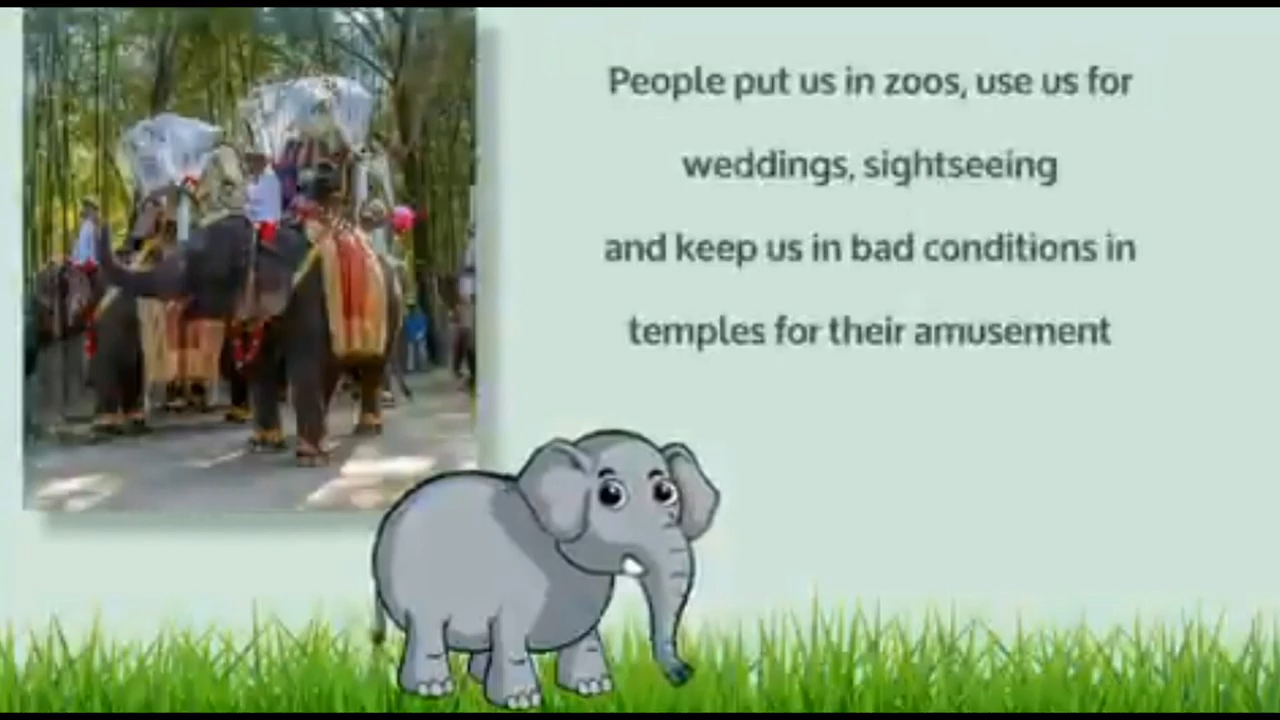 People put us in zoos, use us for
weddings, sightseeing
and keep us in bad conditions in
temples for their amusement